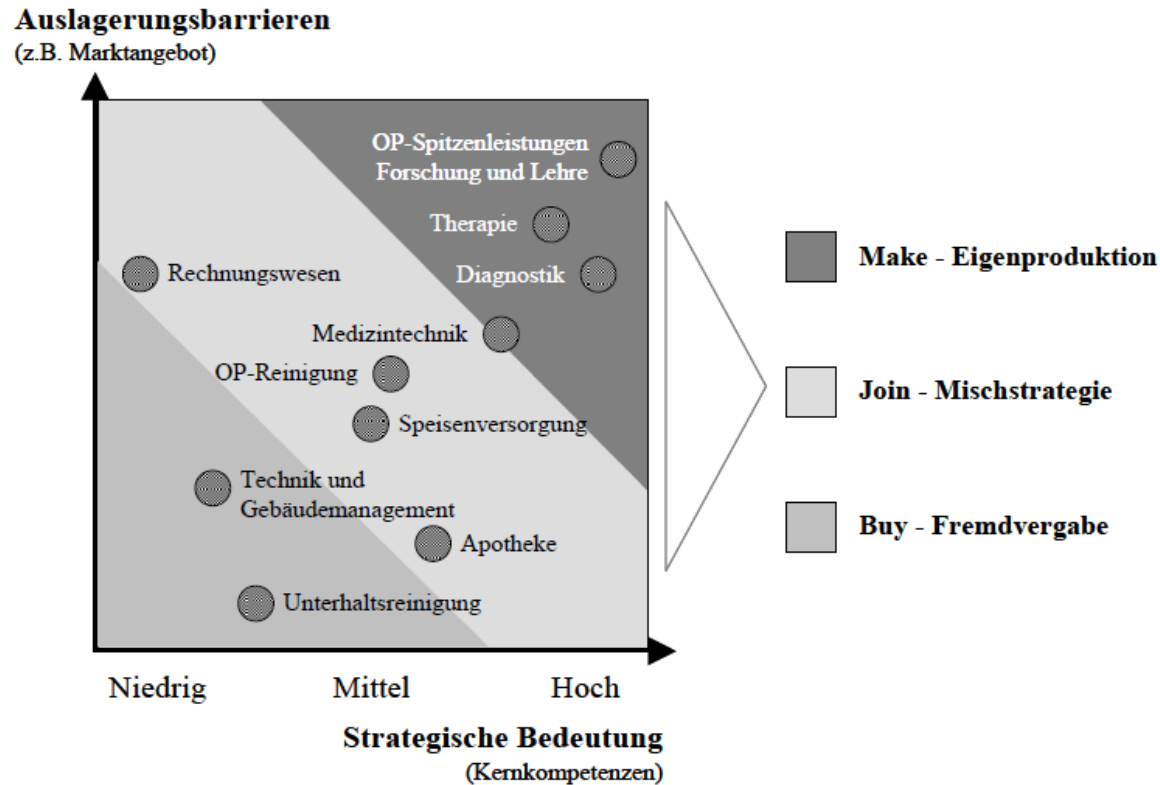 Auslagerungsbarrieren
(z.B. Marktangebot)
OP-Spitzenleistungen
Forschung und Lehre
Therapie
Diagnostik
Rechnungswesen
Medizintechnik
OP-Reinigung
Speisenversorgung
Technik und
Gebäudemanagement
Apotheke
Unterhaltsreinigung
Niedrig
Mittel
Hoch
Strategische Bedeutung
(Kernkompetenzen)
Make - Eigenproduktion
Join - Mischstrategie
Buy - Fremdvergabe